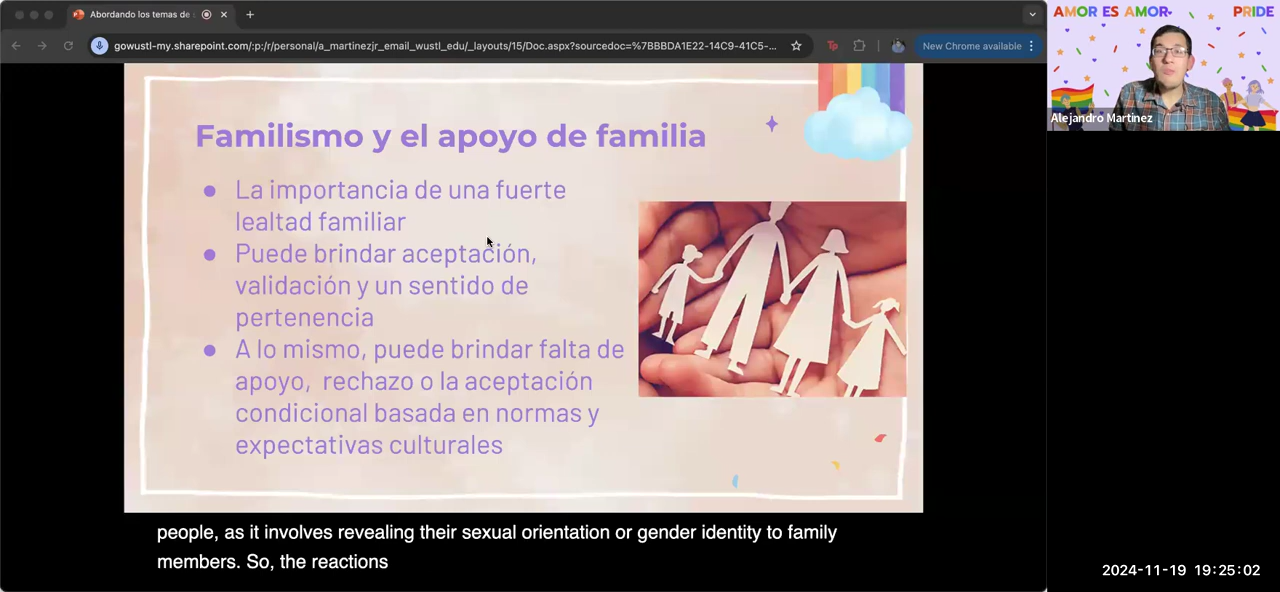 Abordando los temas de
gowustl-my.sharepoint.com/:p:/r/personal/a_martinezjr_email_wustl_edu/_layouts/15/Doc.aspx?sourcedoc=%7BBBDA1E22-14C9-41C5-...
Tp
New Chrome available
AMOR ES AMOR
PRIDE
Alejandro Martinez
Familismo y el apoyo de familia
● La importancia de una fuerte
lealtad familiar
● Puede brindar aceptación,
validación y un sentido de
pertenencia
● A lo mismo, puede brindar falta de
apoyo, rechazo o la aceptación
condicional basada en normas y
expectativas culturales
people, as it involves revealing their sexual orientation or gender identity to family
members. So, the reactions
2024-11-19 19:25:02